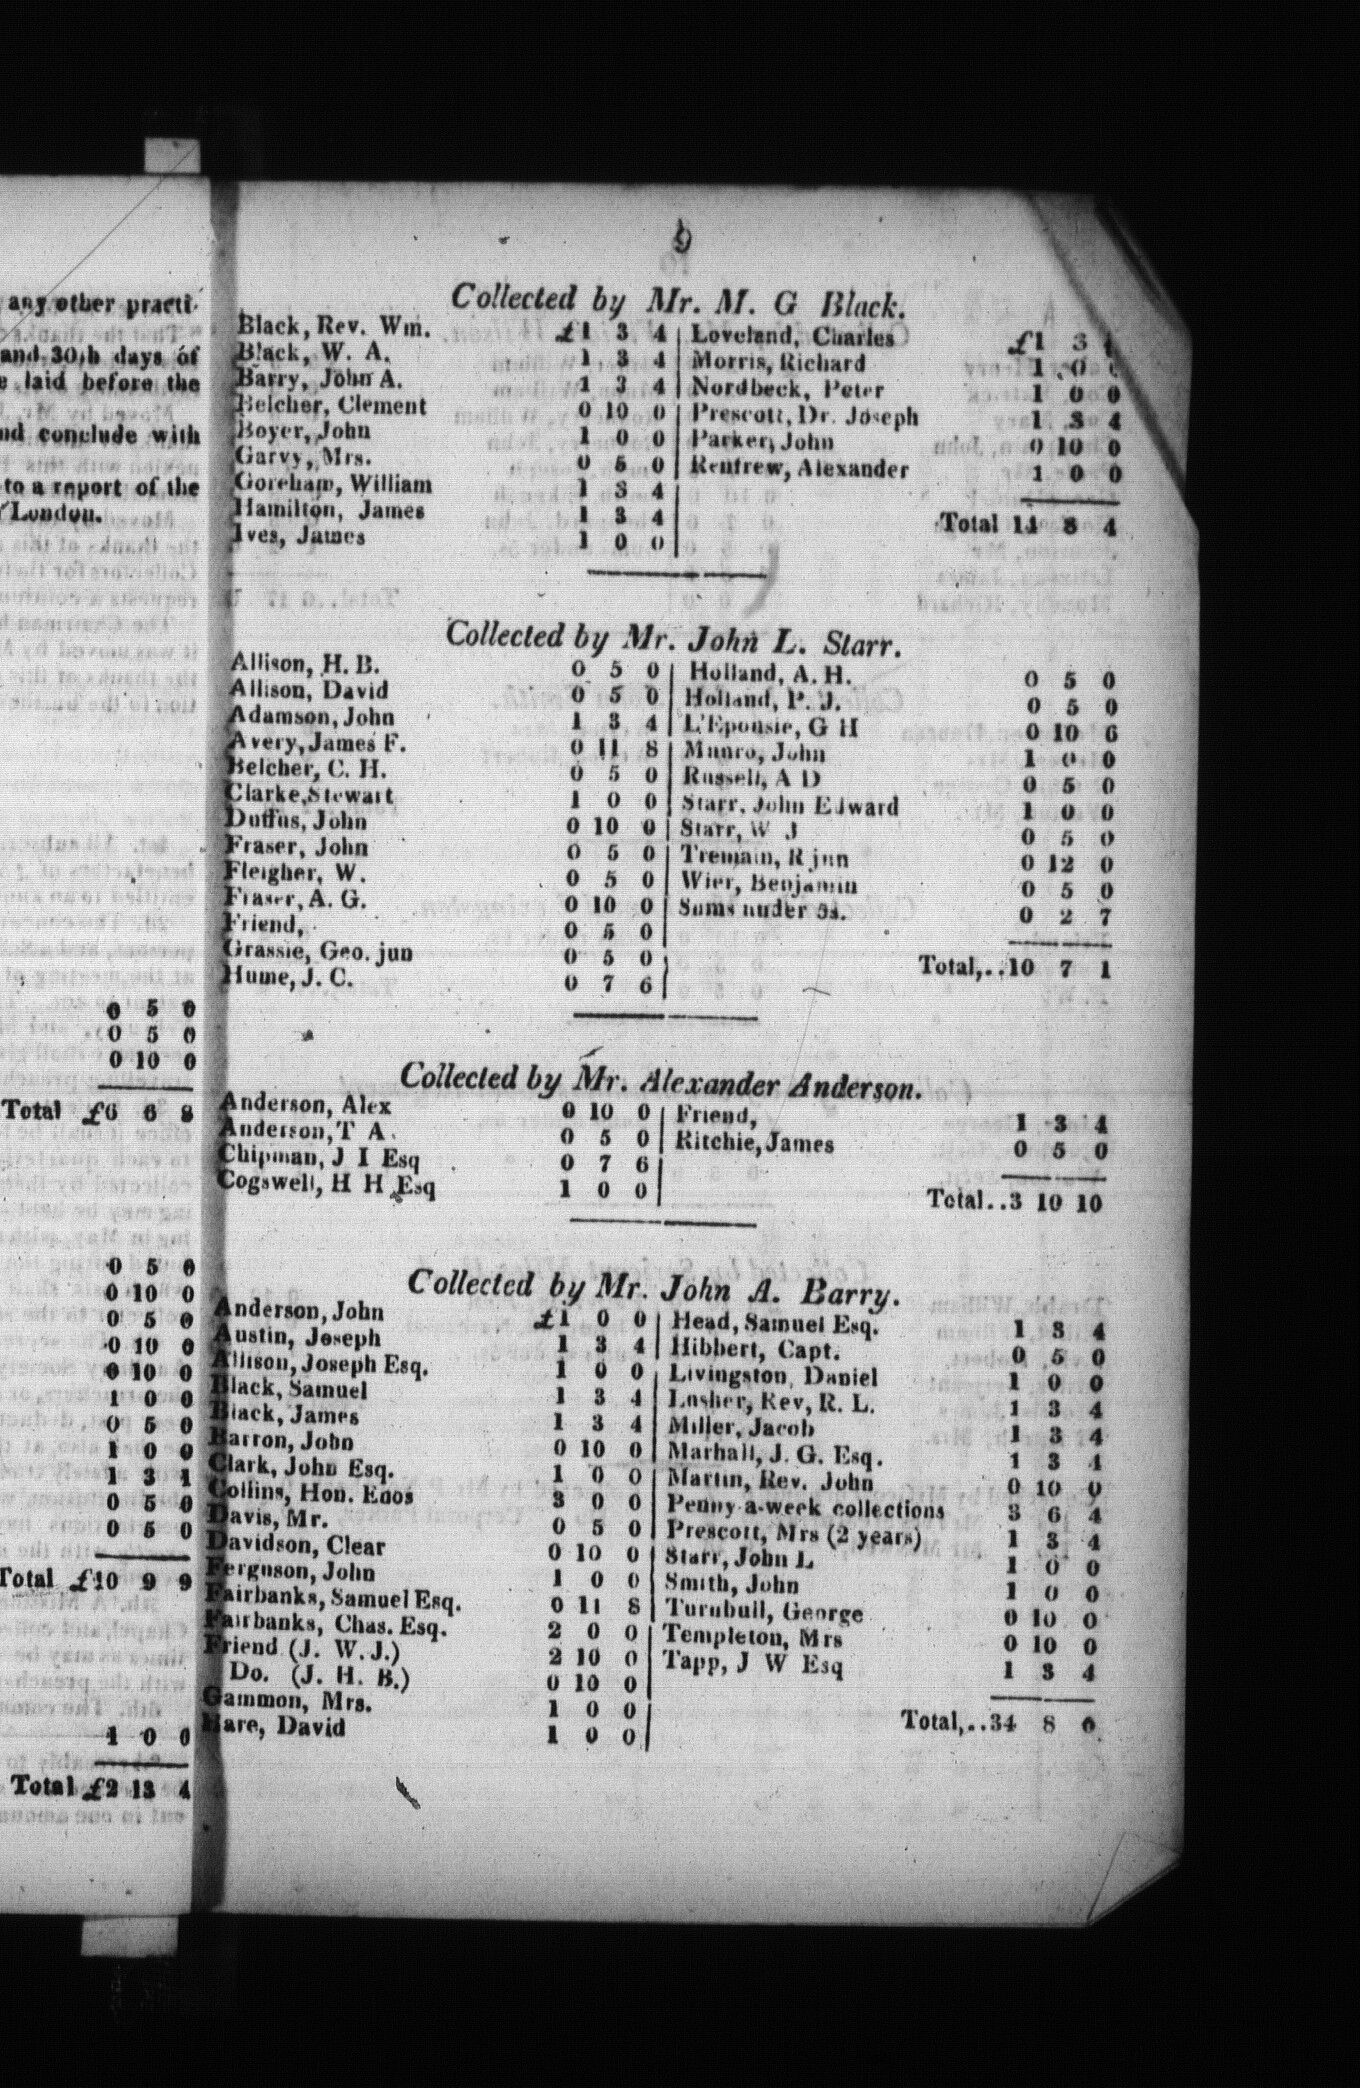 any other practi-
and 30th days of
laid before the
and conclude with
to a report of the
London.
0 5 0
0 5 0
0 10 0
Total £6 6 8
0 5 0
0 10 0
0 5 0
0 10 0
0 10 0
1 0 0
0 5 0
1 0 0
1 3 1
0 5 0
0 5 0
Total £10 9 9
1 0 0
Total £2 13 4
9
Collected by Mr. M. G Black.
Black, Rev. Wm. £1 3 4
Black, W. A. 1 3 4
Barry, John A. 1 3 4
Belcher, Clement 0 10 0
Boyer, John 1 0 0
Garvy, Mrs. 0 5 0
Goreham, William 1 3 4
Hamilton, James 1 3 4
Ives, James 1 0 0
Loveland, Charles £1 3
Morris, Richard 1 0
Nordbeck, Peter 1 0 0
Prescott, Dr. Joseph 1 3 4
Parker, John 0 10 0
Renfrew, Alexander 1 0 0
Total 14 8 4
Collected by Mr. John L. Starr.
Allison, H. B. 0 5 0
Allison, David 0 5 0
Adamson, John 1 3 4
Avery, James F. 0 11 8
Belcher, C. H. 0 5 0
Clarke, Stewart 1 0 0
Duffus, John 0 10 0
Fraser, John 0 5 0
Fleigher, W. 0 5 0
Fraser, A. G. 0 10 0
Friend, 0 5 0
Grassie, Geo. jun 0 5 0
Hume, J. C. 0 7 6
Holland, A. H. 0 5 0
Holland, P. J. 0 5 0
L'Epousie, G H 0 10 6
Munro, John 1 0 0
Russell, A D 0 5 0
Starr, John Edward 1 0 0
Starr, W J 0 5 0
Tremain, R jun 0 12 0
Wier, Benjamin 0 5 0
Sums under 5s. 0 2 7
Total,..10 7 1
Collected by Mr. Alexander Anderson.
Anderson, Alex 0 10 0
Anderson, T A 0 5 0
Chipman, J I Esq 0 7 6
Cogswell, H H Esq 1 0 0
Friend, 1 3 4
Ritchie, James 0 5 0
Total..3 10 10
Collected by Mr. John A. Barry.
Anderson, John £1 0 0
Austin, Joseph 1 3 4
Allison, Joseph Esq. 1 0 0
Black, Samuel 1 3 4
Black, James 1 3 4
Barron, John 0 10 0
Clark, John Esq. 1 0 0
Collins, Hon. Enos 3 0 0
Davis, Mr. 0 5 0
Davidson, Clear 0 10 0
Ferguson, John 1 0 0
Fairbanks, Samuel Esq. 0 11 8
Fairbanks, Chas. Esq. 2 0 0
Friend (J. W. J.) 2 10 0
Do. (J. H. B.) 0 10 0
Gammon, Mrs. 1 0 0
Hare, David 1 0 0
Head, Samuel Esq. 1 3 4
Hibbert, Capt. 0 5 0
Livingston, Daniel 1 0 0
Lusher, Rev, R. L. 1 3 4
Miller, Jacob 1 3 4
Marhall, J. G. Esq. 1 3 4
Martin, Rev. John 0 10 0
Penny-a-week collections 3 6 4
Prescott, Mrs (2 years) 1 3 4
Starr, John L 1 0 0
Smith, John 1 0 0
Turnbull, George 0 10 0
Templeton, Mrs 0 10 0
Tapp, J W Esq 1 3 4
Total,..34 8 0